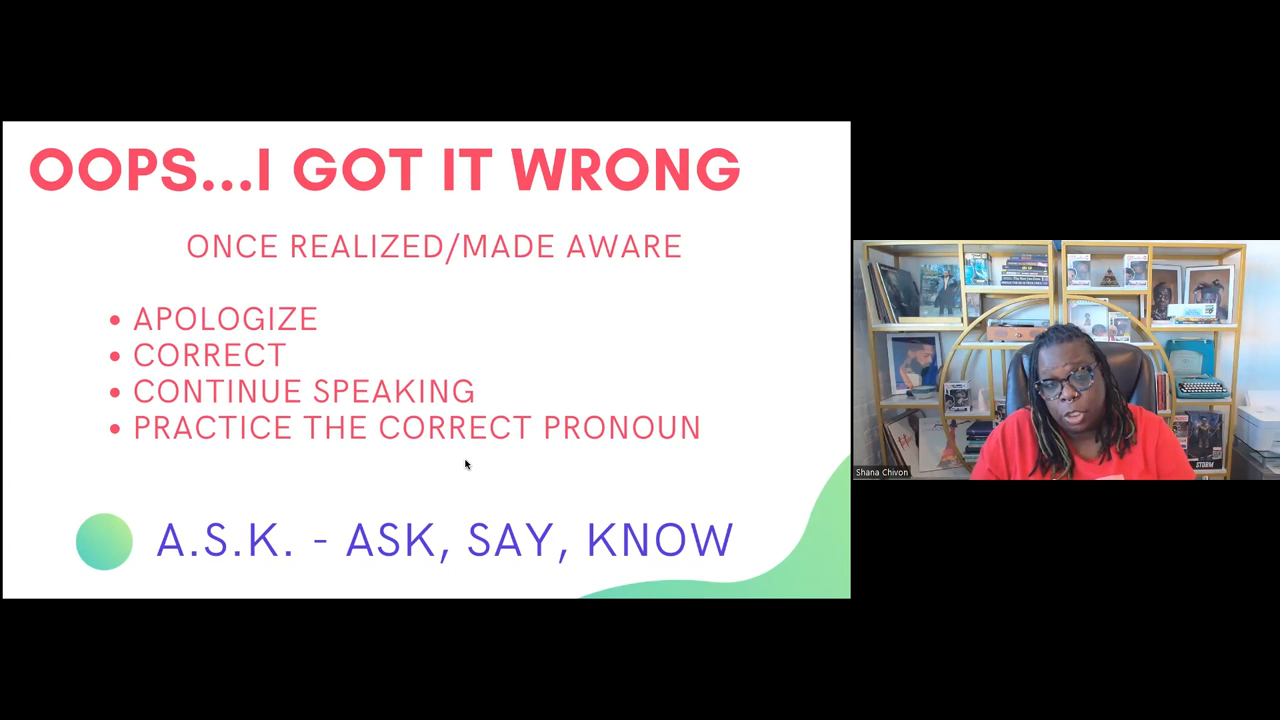 OOPS...I GOT IT WRONG
ONCE REALIZED/MADE AWARE
• APOLOGIZE
• CORRECT
• CONTINUE SPEAKING
• PRACTICE THE CORRECT PRONOUN
A.S.K. - ASK, SAY, KNOW
Shana Chivon
STORM